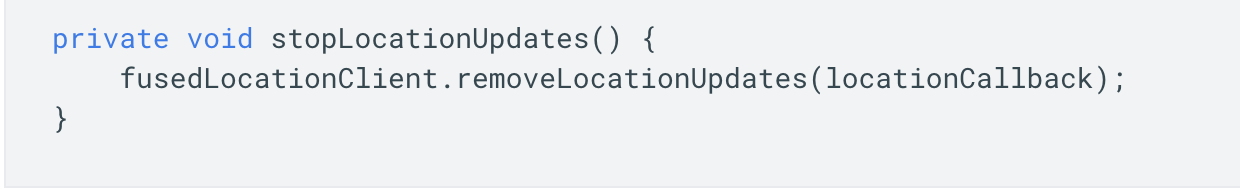 private void stopLocationUpdates() {
    fusedLocationClient.removeLocationUpdates(locationCallback);
}